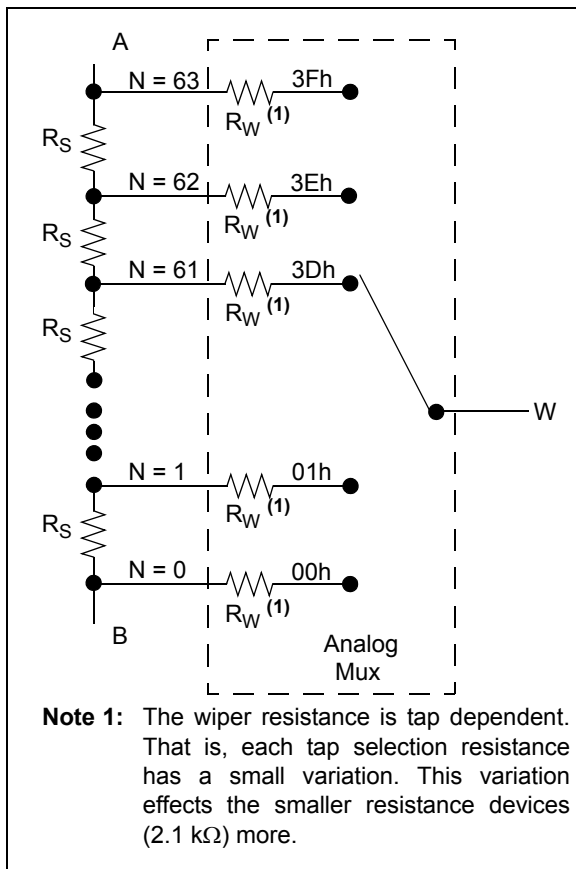 A
N = 63
3Fh
R_W (1)
R_S
N = 62
3Eh
R_W (1)
R_S
N = 61
3Dh
R_W (1)
R_S
W
N = 1
01h
R_W (1)
R_S
N = 0
00h
R_W (1)
B
Analog
Mux
Note 1: The wiper resistance is tap dependent.
That is, each tap selection resistance
has a small variation. This variation
effects the smaller resistance devices
(2.1 kΩ) more.